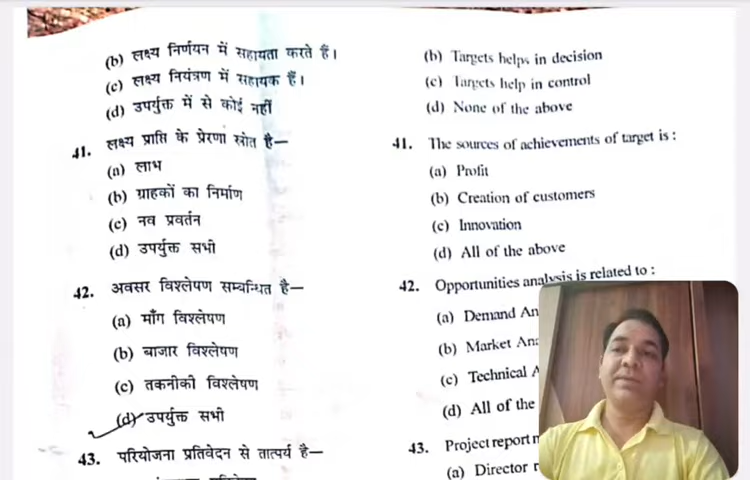 (b) लक्ष्य निर्णयन में सहायता करते हैं।
(c) लक्ष्य नियंत्रण में सहायक हैं।
(d) उपर्युक्त में से कोई नहीं
41. लक्ष्य प्राप्ति के प्रेरणा स्रोत है—
(a) लाभ
(b) ग्राहकों का निर्माण
(c) नव प्रवर्तन
(d) उपर्युक्त सभी
42. अवसर विश्लेषण सम्बन्धित है—
(a) माँग विश्लेषण
(b) बाजार विश्लेषण
(c) तकनीकी विश्लेषण
(d) उपर्युक्त सभी
43. परियोजना प्रतिवेदन से तात्पर्य है—
(b) Targets helps in decision
(c) Targets help in control
(d) None of the above
41. The sources of achievements of target is :
(a) Profit
(b) Creation of customers
(c) Innovation
(d) All of the above
42. Opportunities analysis is related to :
(a) Demand An
(b) Market
(c) Technical
(d) All of the
43. Project report
(a) Director